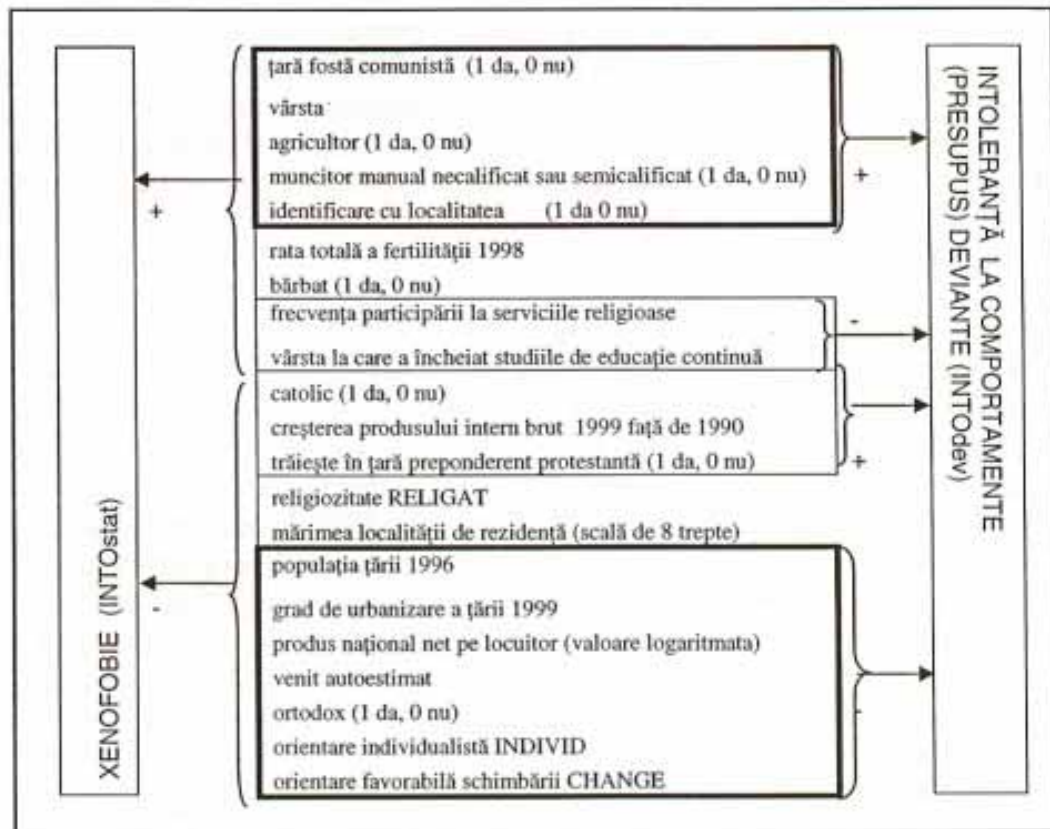 XENOFOBIE (INTOstat)
+
-
țară fostă comunistă (1 da, 0 nu)
vârsta
agricultor (1 da, 0 nu)
muncitor manual necalificat sau semicalificat (1 da, 0 nu)
identificare cu localitatea (1 da 0 nu)
rata totală a fertilității 1998
bărbat (1 da, 0 nu)
frecvența participării la serviciile religioase
vârsta la care a încheiat studiile de educație continuă
catolic (1 da, 0 nu)
creșterea produsului intern brut 1999 față de 1990
trăiește în țară preponderent protestantă (1 da, 0 nu)
religiozitate RELIGAT
mărimea localității de rezidență (scală de 8 trepte)
populația țării 1996
grad de urbanizare a țării 1999
produs național net pe locuitor (valoare logaritmata)
venit autoestimat
ortodox (1 da, 0 nu)
orientare individualistă INDIVID
orientare favorabilă schimbării CHANGE
+
-
+
-
INTOLERANȚĂ LA COMPORTAMENTE
(PRESUPUS) DEVIANTE (INTOdev)